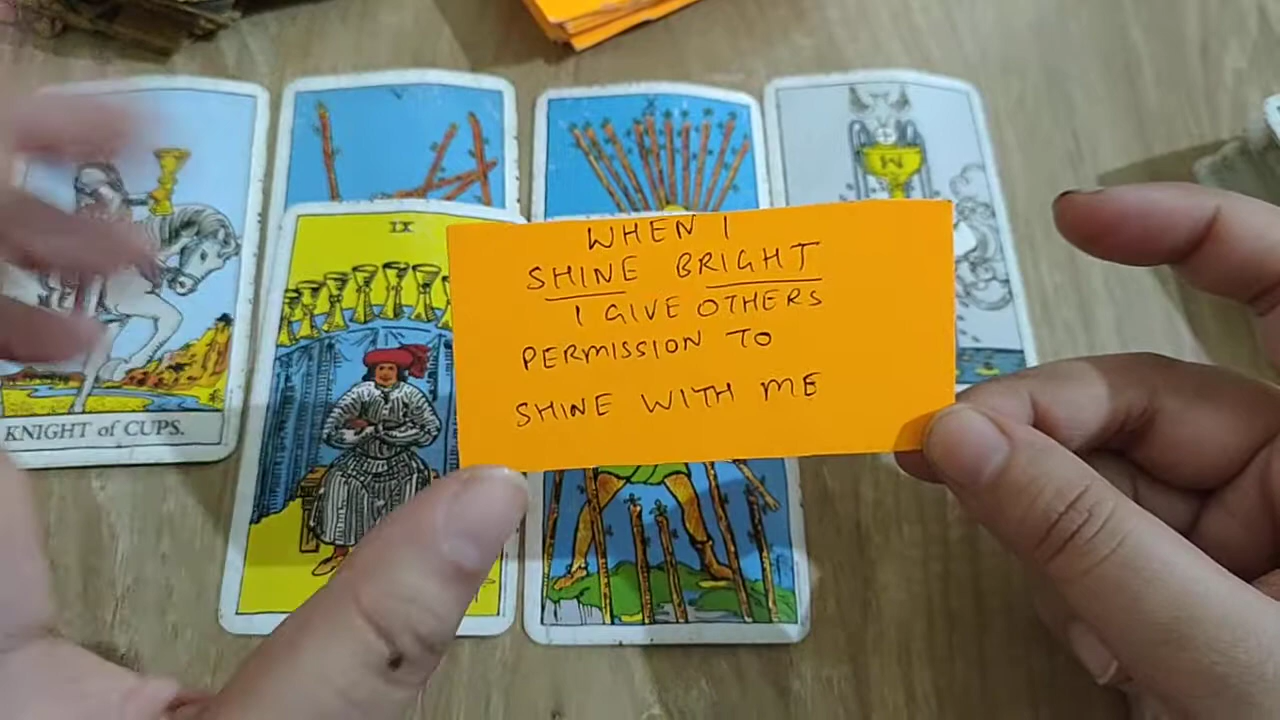 KNIGHT of CUPS.
IX
WHEN I
SHINE BRIGHT
I GIVE OTHERS
PERMISSION TO
SHINE WITH ME